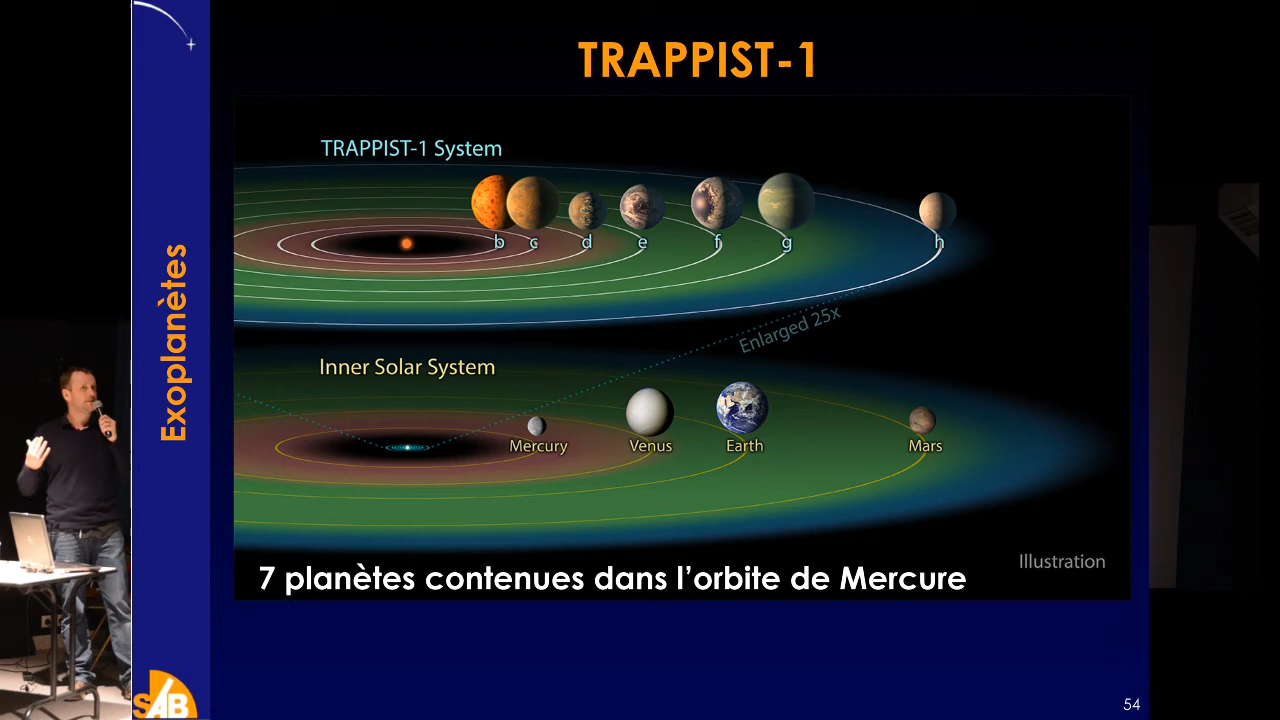 TRAPPIST-1
TRAPPIST-1 System
b c d e f g h
Enlarged 25x
Inner Solar System
Mercury Venus Earth Mars
Illustration
7 planètes contenues dans l’orbite de Mercure
Exoplanètes
SAB
54